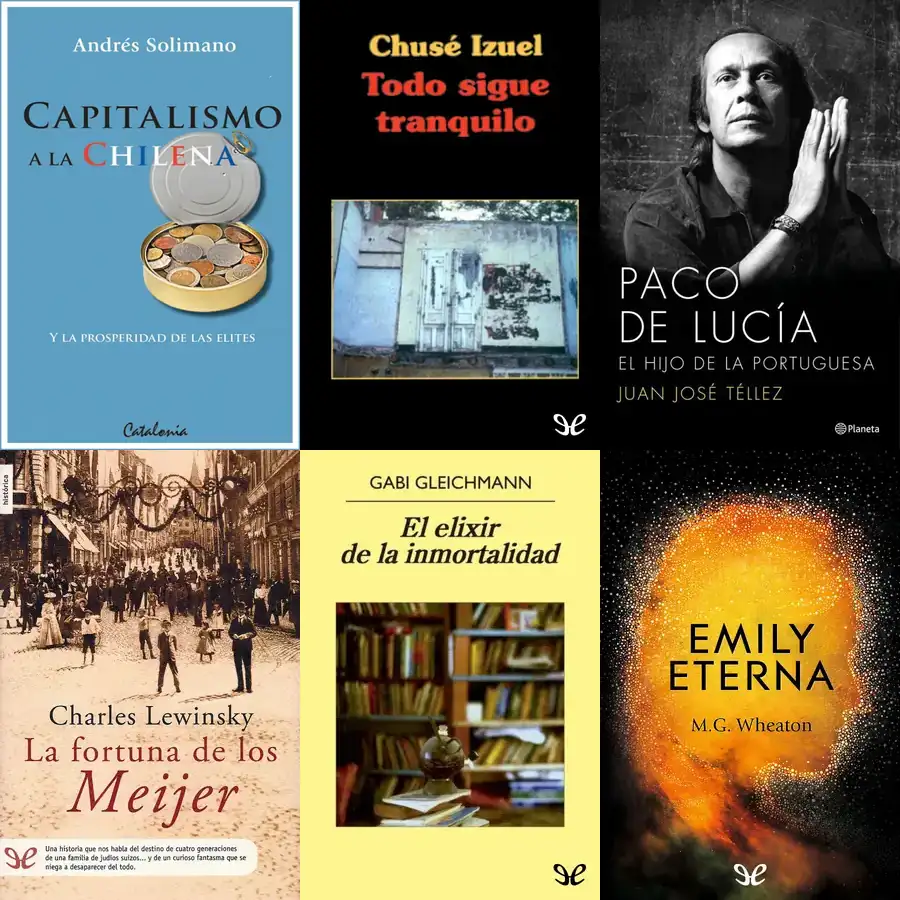 Andrés Solimano
CAPITALISMO
A LA CHILENA
Y LA PROSPERIDAD DE LAS ELITES
Catalonia
Chusé Izuel
Todo sigue
tranquilo
PACO
DE LUCÍA
EL HIJO DE LA PORTUGUESA
JUAN JOSÉ TÉLLEZ
Planeta
histórica
Charles Lewinsky
La fortuna de los
Meijer
Una historia que nos habla del destino de cuatro generaciones
de una familia de judíos suizos... y de un curioso fantasma que se
niega a desaparecer del todo.
GABI GLEICHMANN
El elixir
de la inmortalidad
EMILY
ETERNA
M.G. Wheaton